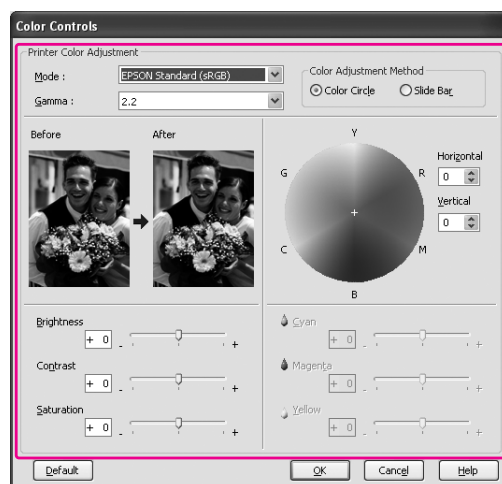 Color Controls
Printer Color Adjustment
Mode :
EPSON Standard (sRGB)
Gamma :
2.2
Color Adjustment Method
Color Circle
Slide Bar
Before
After
Y
G
R
C
M
B
Horizontal
0
Vertical
0
Brightness
+ 0
- +
Contrast
+ 0
- +
Saturation
+ 0
- +
Cyan
+ 0
- +
Magenta
+ 0
- +
Yellow
+ 0
- +
Default
OK
Cancel
Help